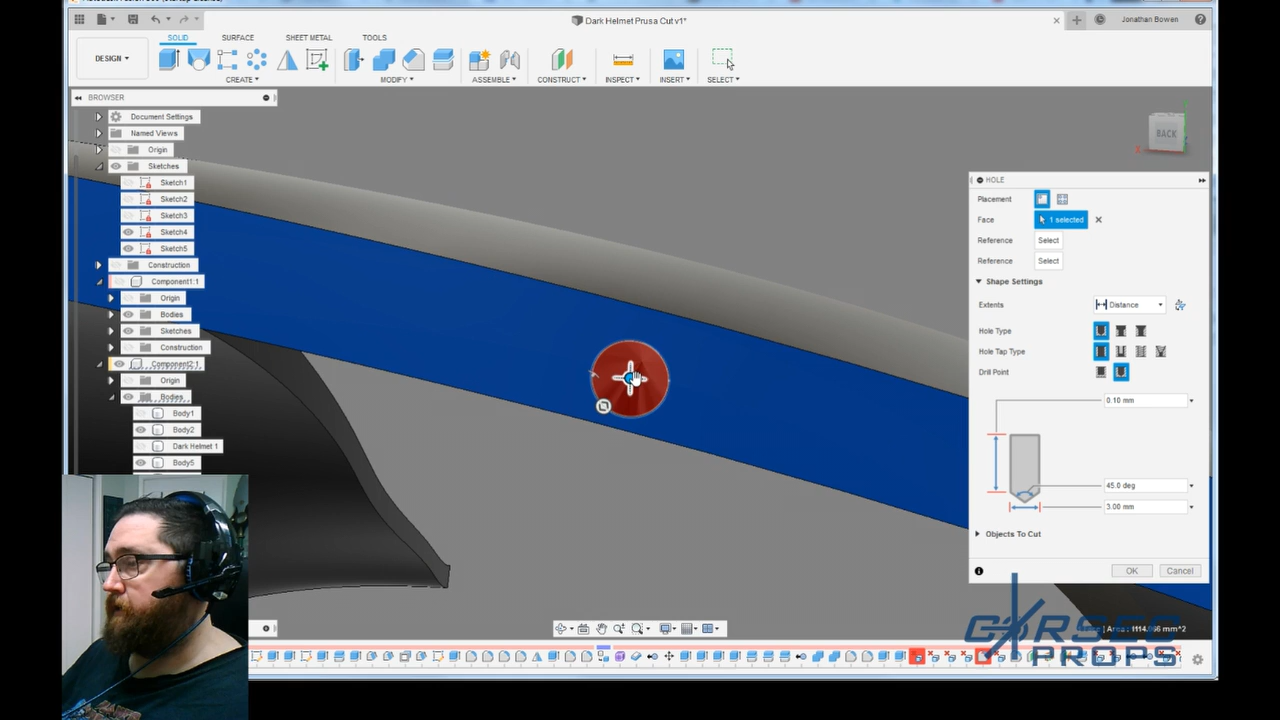 Dark Helmet Prusa Cut v1*
Jonathan Bowen
SOLID SURFACE SHEET METAL TOOLS
DESIGN
CREATE MODIFY ASSEMBLE CONSTRUCT INSPECT INSERT SELECT
BROWSER
Document Settings
Named Views
Origin
Sketches
Sketch1
Sketch2
Sketch3
Sketch4
Sketch5
Construction
Component1:1
Origin
Bodies
Sketches
Construction
Component2:1
Origin
Bodies
Body1
Body2
Dark Helmet 1
Body5
BACK
HOLE
Placement
Face 1 selected
Reference Select
Reference Select
Shape Settings
Extents Distance
Hole Type
Hole Tap Type
Drill Point
0.10 mm
45.0 deg
3.00 mm
Objects To Cut
OK Cancel
CORSEC
PROPS